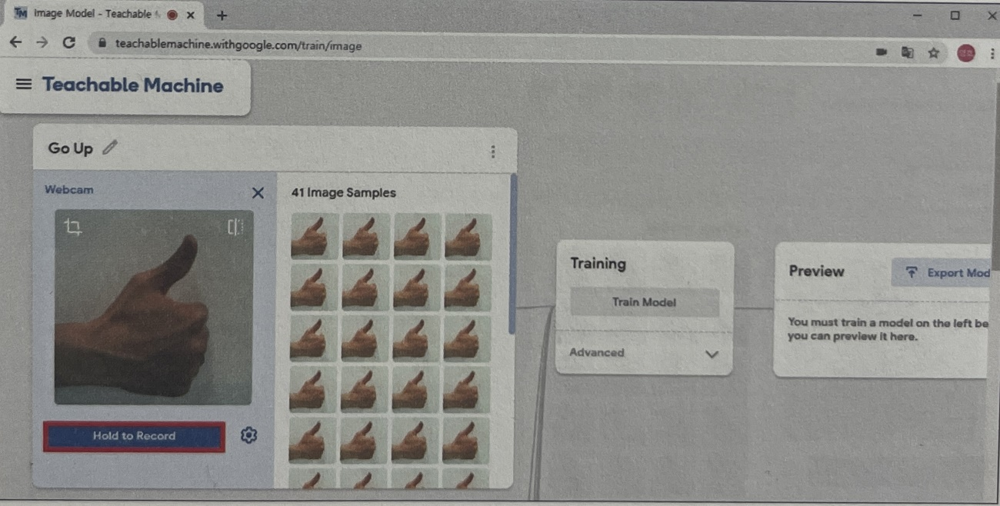 Image Model - Teachable
teachablemachine.withgoogle.com/train/image
Teachable Machine
Go Up
Webcam
41 Image Samples
Hold to Record
Training
Train Model
Advanced
Preview
Export Mod
You must train a model on the left be
you can preview it here.